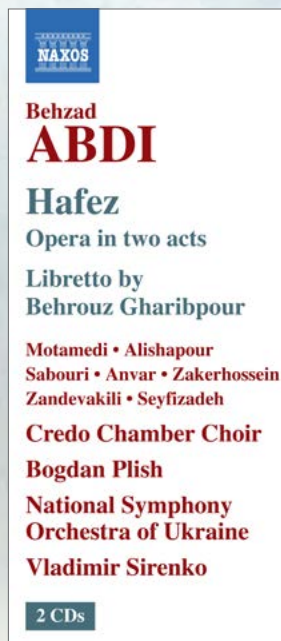 NAXOS
Behzad
ABDI
Hafez
Opera in two acts
Libretto by
Behrouz Gharibpour
Motamedi • Alishapour
Sabouri • Anvar • Zakerhossein
Zandevakili • Seyfizadeh
Credo Chamber Choir
Bogdan Plish
National Symphony
Orchestra of Ukraine
Vladimir Sirenko
2 CDs